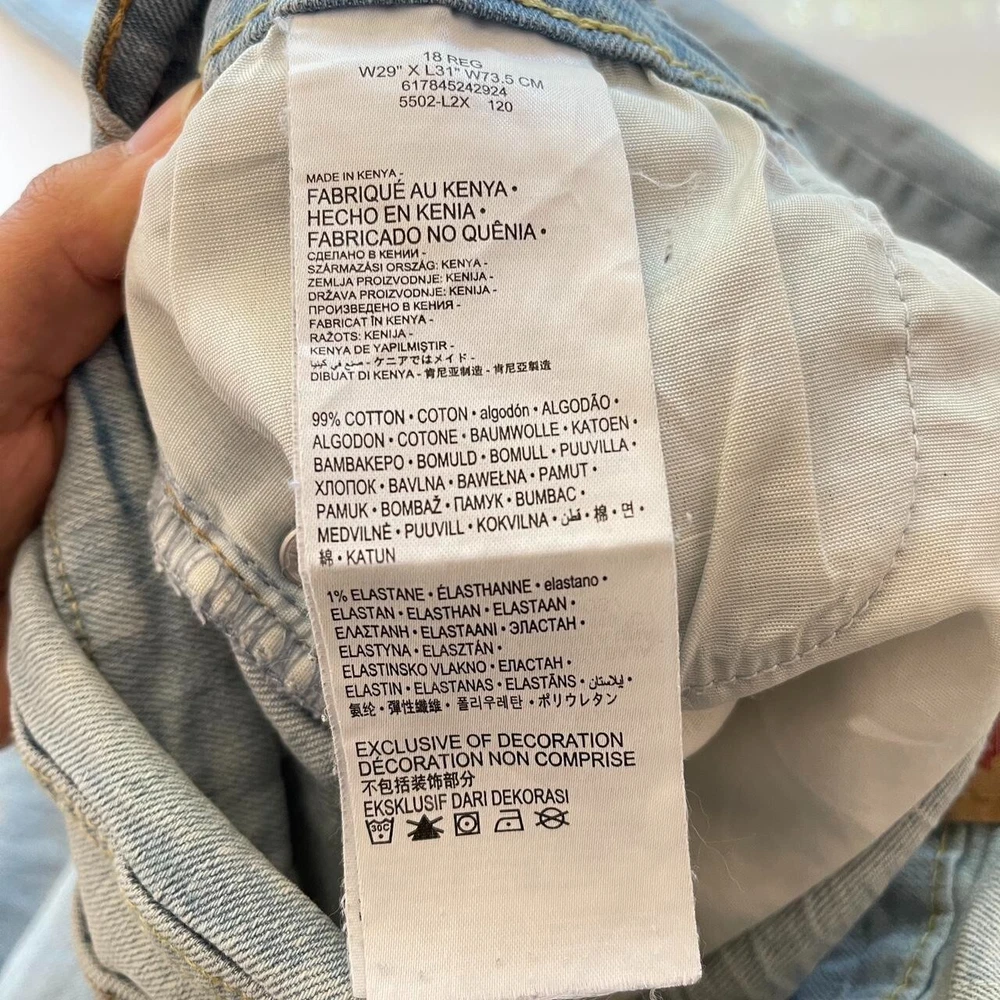 18 REG
W29" X L31" W73.5 CM
617845242924
5502-L2X 120
MADE IN KENYA -
FABRIQUÉ AU KENYA •
HECHO EN KENIA •
FABRICADO NO QUÊNIA •
СДЕЛАНО В КЕНИИ -
SZÁRMAZÁSI ORSZÁG: KENYA -
ZEMLJA PROIZVODNJE: KENIJA -
DRŽAVA PROIZVODNJE: KENIJA -
ПРОИЗВЕДЕНО В КЕНИЯ -
FABRICAT ÎN KENYA -
RAŽOTS: KENIJA -
KENYA DE YAPILMIŞTIR -
صنع في كينيا - ケニアではメイド -
DIBUAT DI KENYA - 肯尼亚制造 - 肯尼亞製造
99% COTTON • COTON • algodón • ALGODÃO •
ALGODON • COTONE • BAUMWOLLE • KATOEN •
ΒΑΜΒΑΚΕΡΟ • BOMULD • BOMULL • PUUVILLA •
ХЛОПОК • BAVLNA • BAWEŁNA • PAMUT •
PAMUK • BOMBAŽ • ПАМУК • BUMBAC •
MEDVILNĖ • PUUVILL • KOKVILNA • قطن • 棉 • 면 •
綿 • KATUN
1% ELASTANE • ÉLASTHANNE • elastano •
ELASTAN • ELASTHAN • ELASTAAN •
ΕΛΑΣΤΑΝΗ • ELASTAANI • ЭЛАСТАН •
ELASTYNA • ELASZTÁN •
ELASTINSKO VLAKNO • ЕЛАСТАН •
ELASTIN • ELASTANAS • ELASTĀNS • يلاستان •
氨纶 • 彈性纖維 • 폴리우레탄 • ポリウレタン
EXCLUSIVE OF DECORATION
DÉCORATION NON COMPRISE
不包括装饰部分
EKSKLUSIF DARI DEKORASI
30C